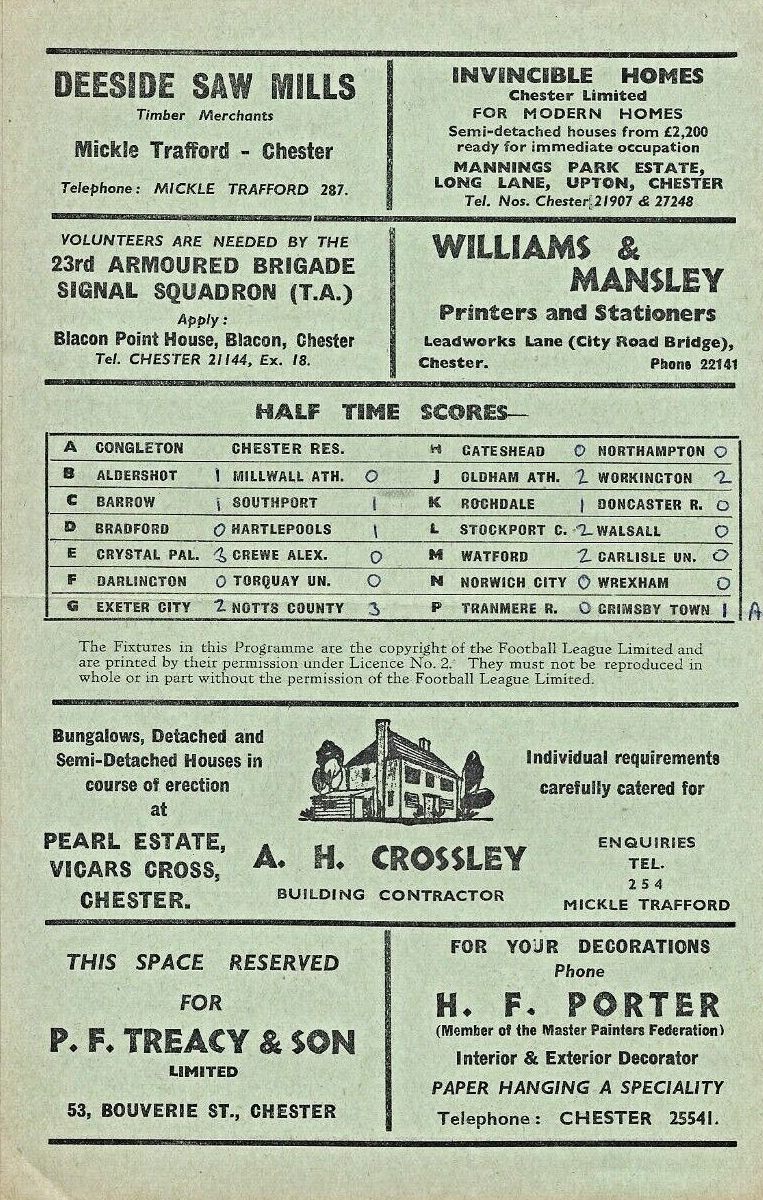 DEESIDE SAW MILLS
Timber Merchants
Mickle Trafford - Chester
Telephone: MICKLE TRAFFORD 287.
INVINCIBLE HOMES
Chester Limited
FOR MODERN HOMES
Semi-detached houses from £2,200
ready for immediate occupation
MANNINGS PARK ESTATE,
LONG LANE, UPTON, CHESTER
Tel. Nos. Chester 21907 & 27248
VOLUNTEERS ARE NEEDED BY THE
23rd ARMOURED BRIGADE
SIGNAL SQUADRON (T.A.)
Apply:
Blacon Point House, Blacon, Chester
Tel. CHESTER 21144, Ex. 18.
WILLIAMS &
MANSLEY
Printers and Stationers
Leadworks Lane (City Road Bridge),
Chester. Phone 22141
HALF TIME SCORES—
A CONGLETON CHESTER RES.
B ALDERSHOT 1 MILLWALL ATH. 0
C BARROW 1 SOUTHPORT 1
D BRADFORD 0 HARTLEPOOLS 1
E CRYSTAL PAL. 3 CREWE ALEX. 0
F DARLINGTON 0 TORQUAY UN. 0
G EXETER CITY 2 NOTTS COUNTY 3
H GATESHEAD 0 NORTHAMPTON 0
J OLDHAM ATH. 2 WORKINGTON 2
K ROCHDALE 1 DONCASTER R. 0
L STOCKPORT C. 2 WALSALL 0
M WATFORD 2 CARLISLE UN. 0
N NORWICH CITY 0 WREXHAM 0
P TRANMERE R. 0 GRIMSBY TOWN 1 A
The Fixtures in this Programme are the copyright of the Football League Limited and
are printed by their permission under Licence No. 2. They must not be reproduced in
whole or in part without the permission of the Football League Limited.
Bungalows, Detached and
Semi-Detached Houses in
course of erection
at
PEARL ESTATE,
VICARS CROSS,
CHESTER.
A. H. CROSSLEY
BUILDING CONTRACTOR
Individual requirements
carefully catered for
ENQUIRIES
TEL.
254
MICKLE TRAFFORD
THIS SPACE RESERVED
FOR
P. F. TREACY & SON
LIMITED
53, BOUVERIE ST., CHESTER
FOR YOUR DECORATIONS
Phone
H. F. PORTER
(Member of the Master Painters Federation)
Interior & Exterior Decorator
PAPER HANGING A SPECIALITY
Telephone: CHESTER 25541.